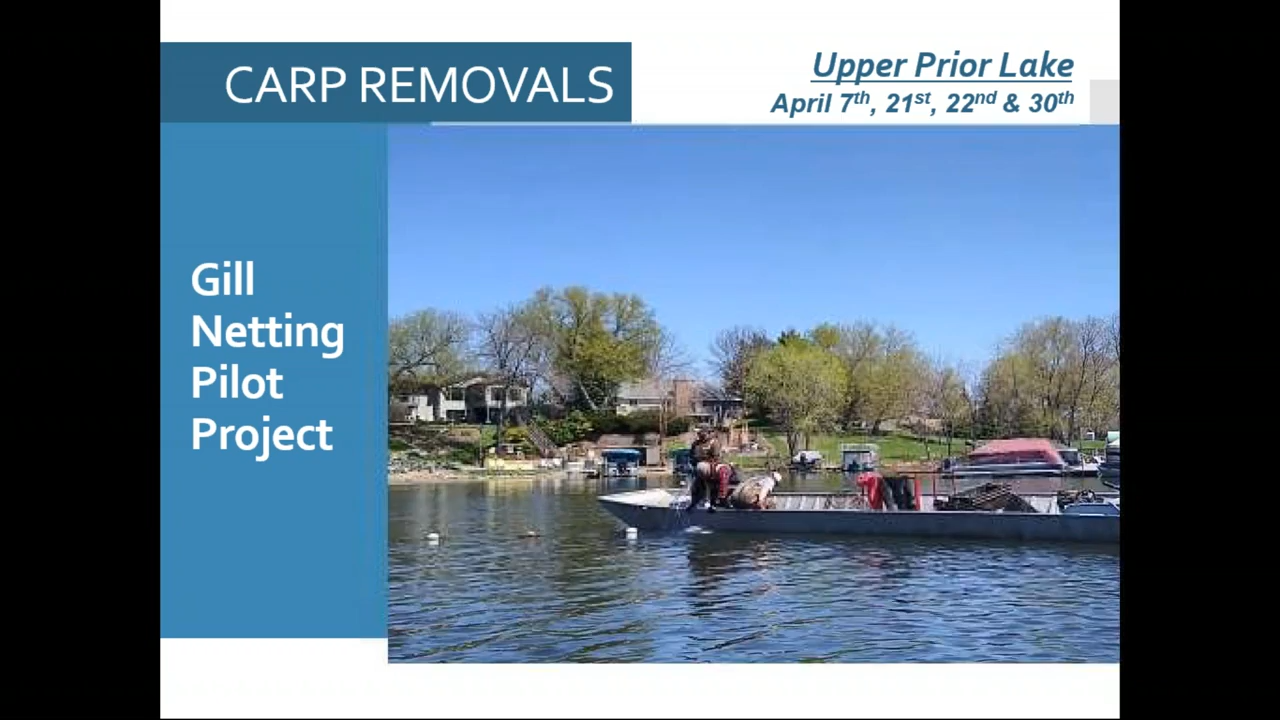 CARP REMOVALS
Upper Prior Lake
April 7th, 21st, 22nd & 30th
Gill
Netting
Pilot
Project